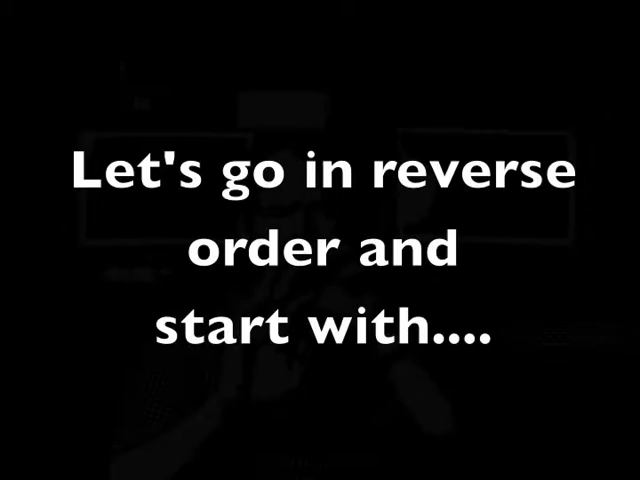 Let's go in reverse
order and
start with....